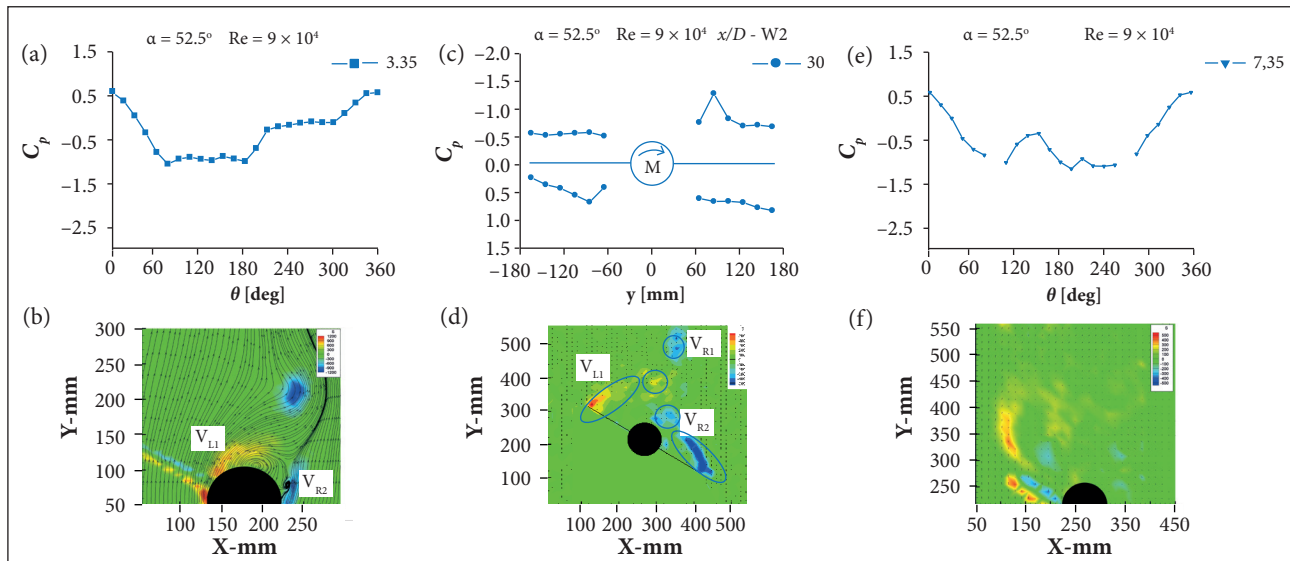 (a)
α = 52.5º Re = 9 × 10⁴
3.35
1.5
0.5
−0.5
−1.5
−2.5
Cp
0 60 120 180 240 300 360
θ [deg]
(c)
α = 52.5º Re = 9 × 10⁴ x/D - W2
30
−2.0
−1.5
−1.0
−0.5
0.0
0.5
1.0
1.5
Cp
M
−180 −120 −60 0 60 120 180
y [mm]
(e)
α = 52.5º Re = 9 × 10⁴
7,35
1.5
0.5
−0.5
−1.5
−2.5
Cp
0 60 120 180 240 300 360
θ [deg]
(b)
300
250
200
150
100
50
Y-mm
VL1
VR2
100 150 200 250
X-mm
(d)
500
400
300
200
100
Y-mm
VL1
VR1
VR2
100 200 300 400 500
X-mm
(f)
550
500
450
400
350
300
250
Y-mm
50 150 250 350 450
X-mm